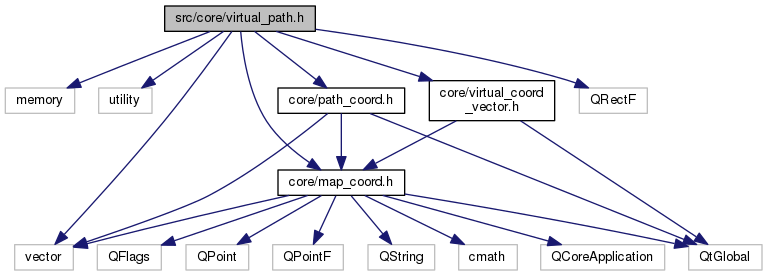 src/core/virtual_path.h
memory
utility
core/path_coord.h
core/virtual_coord
_vector.h
QRectF
core/map_coord.h
vector
QFlags
QPoint
QPointF
QString
cmath
QCoreApplication
QtGlobal